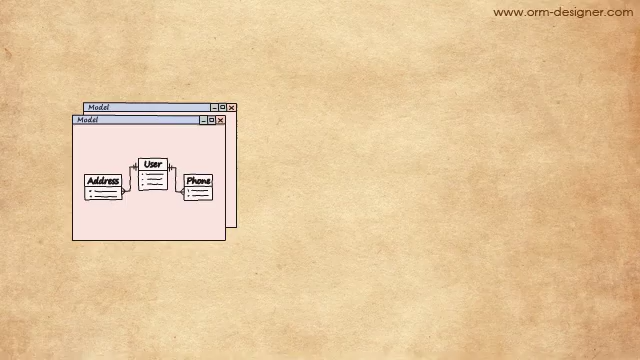 www.orm-designer.com
Model
Model
User
Address
Phone